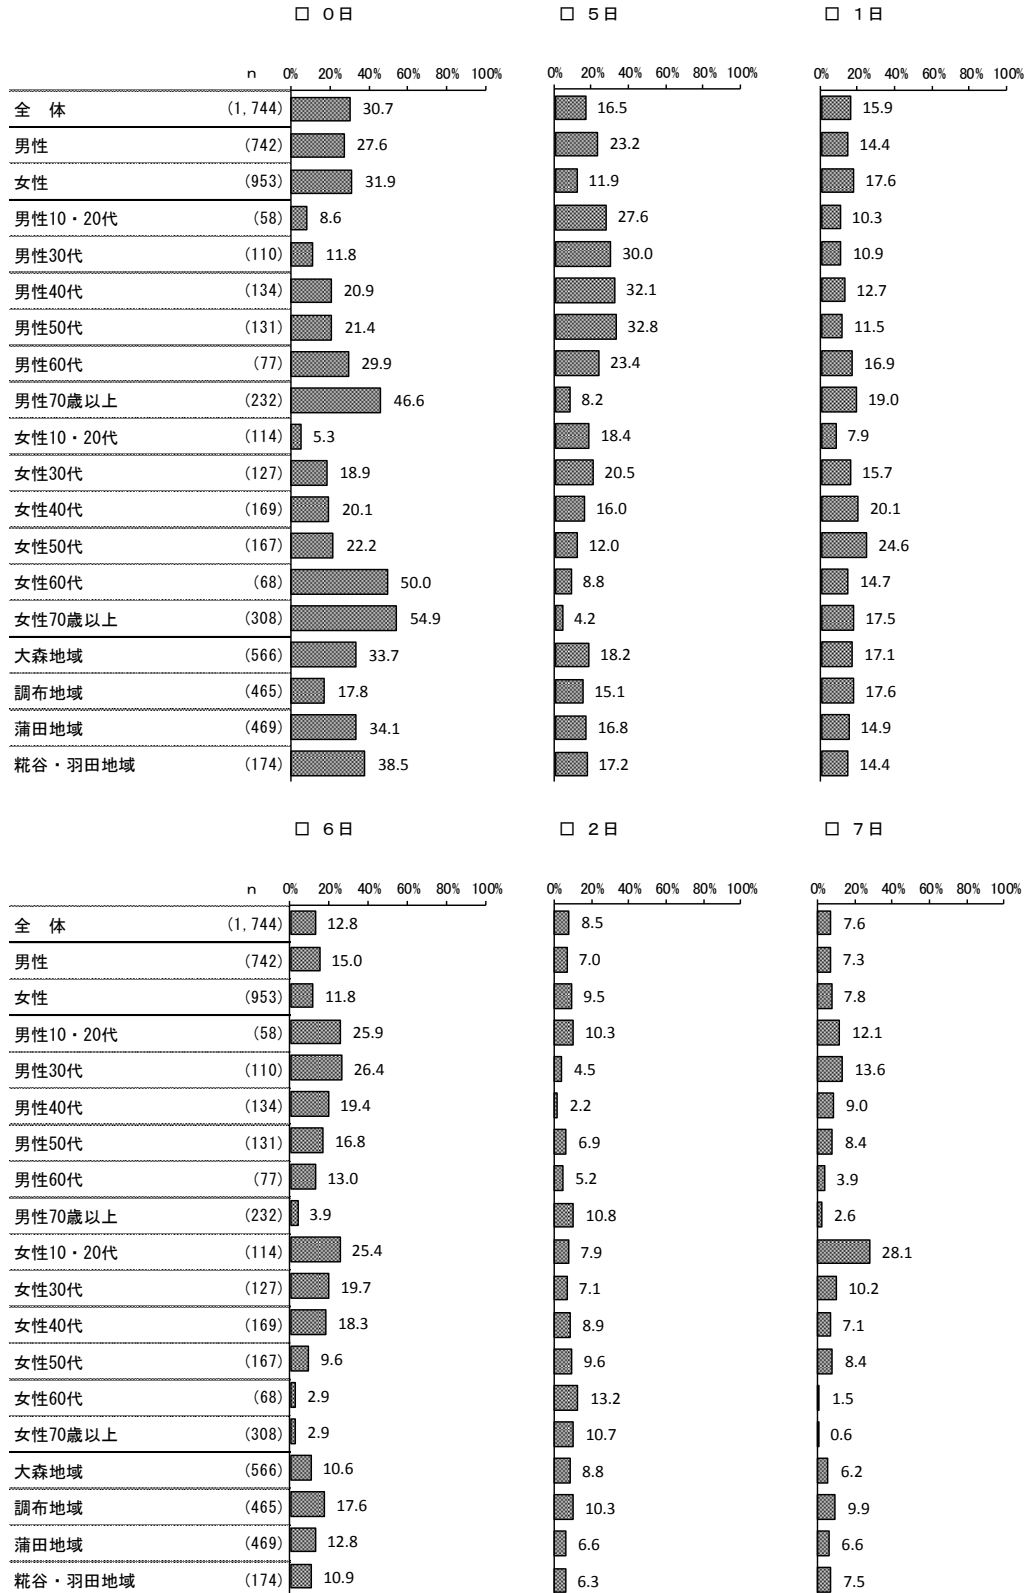 □ 0日 □ 5日 □ 1日
n 0% 20% 40% 60% 80% 100% 0% 20% 40% 60% 80% 100% 0% 20% 40% 60% 80% 100%
全 体 (1,744) 30.7 16.5 15.9
男性 (742) 27.6 23.2 14.4
女性 (953) 31.9 11.9 17.6
男性10・20代 (58) 8.6 27.6 10.3
男性30代 (110) 11.8 30.0 10.9
男性40代 (134) 20.9 32.1 12.7
男性50代 (131) 21.4 32.8 11.5
男性60代 (77) 29.9 23.4 16.9
男性70歳以上 (232) 46.6 8.2 19.0
女性10・20代 (114) 5.3 18.4 7.9
女性30代 (127) 18.9 20.5 15.7
女性40代 (169) 20.1 16.0 20.1
女性50代 (167) 22.2 12.0 24.6
女性60代 (68) 50.0 8.8 14.7
女性70歳以上 (308) 54.9 4.2 17.5
大森地域 (566) 33.7 18.2 17.1
調布地域 (465) 17.8 15.1 17.6
蒲田地域 (469) 34.1 16.8 14.9
糀谷・羽田地域 (174) 38.5 17.2 14.4
□ 6日 □ 2日 □ 7日
n 0% 20% 40% 60% 80% 100% 0% 20% 40% 60% 80% 100% 0% 20% 40% 60% 80% 100%
全 体 (1,744) 12.8 8.5 7.6
男性 (742) 15.0 7.0 7.3
女性 (953) 11.8 9.5 7.8
男性10・20代 (58) 25.9 10.3 12.1
男性30代 (110) 26.4 4.5 13.6
男性40代 (134) 19.4 2.2 9.0
男性50代 (131) 16.8 6.9 8.4
男性60代 (77) 13.0 5.2 3.9
男性70歳以上 (232) 3.9 10.8 2.6
女性10・20代 (114) 25.4 7.9 28.1
女性30代 (127) 19.7 7.1 10.2
女性40代 (169) 18.3 8.9 7.1
女性50代 (167) 9.6 9.6 8.4
女性60代 (68) 2.9 13.2 1.5
女性70歳以上 (308) 2.9 10.7 0.6
大森地域 (566) 10.6 8.8 6.2
調布地域 (465) 17.6 10.3 9.9
蒲田地域 (469) 12.8 6.6 6.6
糀谷・羽田地域 (174) 10.9 6.3 7.5